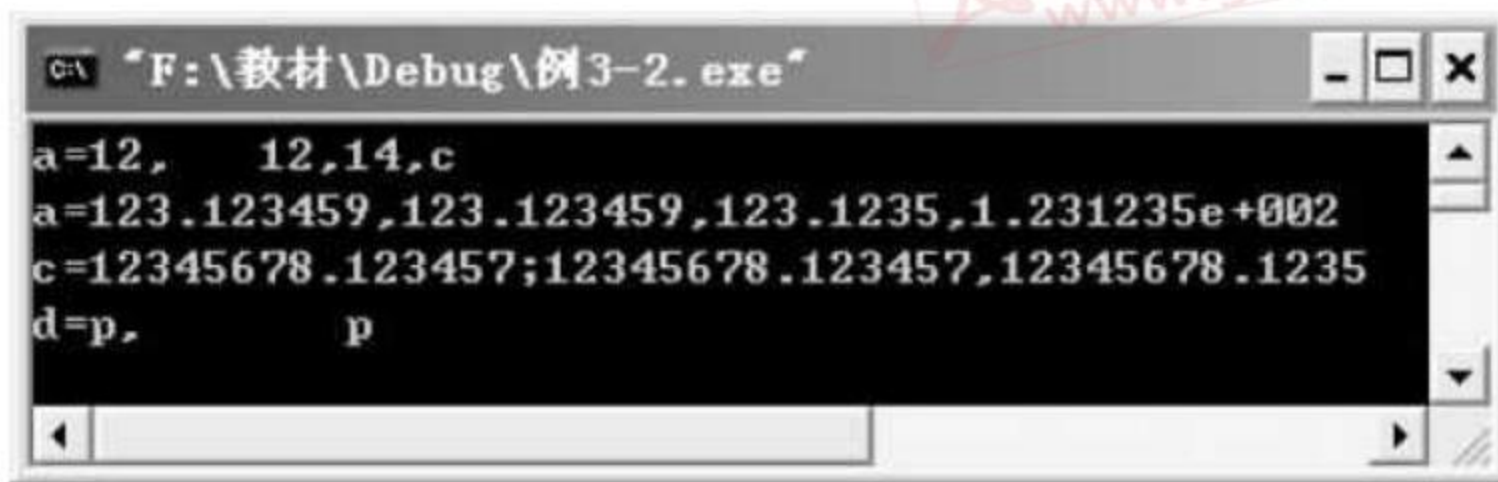 "F:\教材\Debug\例3-2.exe"
a=12,   12,14,c
a=123.123459,123.123459,123.1235,1.231235e+002
c=12345678.123457;12345678.123457,12345678.1235
d=p,       p